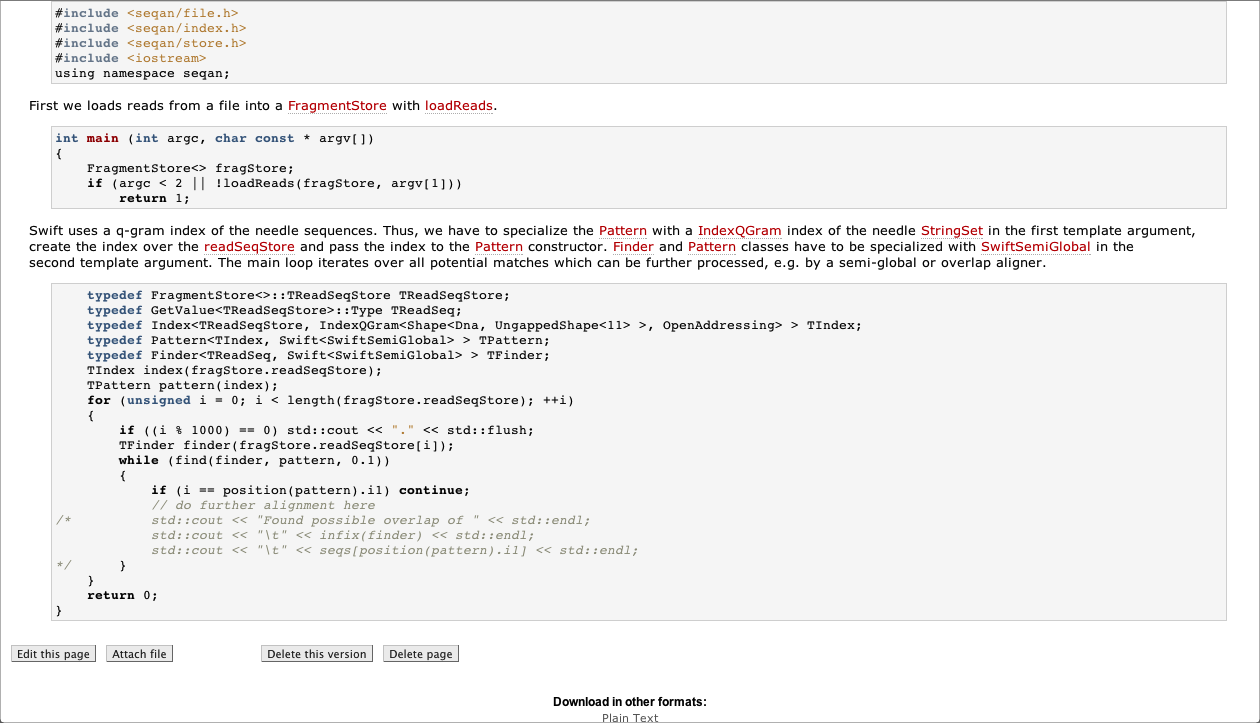 #include <seqan/file.h>
#include <seqan/index.h>
#include <seqan/store.h>
#include <iostream>
using namespace seqan;
First we loads reads from a file into a FragmentStore with loadReads.
int main (int argc, char const * argv[])
{
    FragmentStore<> fragStore;
    if (argc < 2 || !loadReads(fragStore, argv[1]))
        return 1;
Swift uses a q-gram index of the needle sequences. Thus, we have to specialize the Pattern with a IndexQGram index of the needle StringSet in the first template argument,
create the index over the readSeqStore and pass the index to the Pattern constructor. Finder and Pattern classes have to be specialized with SwiftSemiGlobal in the
second template argument. The main loop iterates over all potential matches which can be further processed, e.g. by a semi-global or overlap aligner.
    typedef FragmentStore<>::TReadSeqStore TReadSeqStore;
    typedef GetValue<TReadSeqStore>::Type TReadSeq;
    typedef Index<TReadSeqStore, IndexQGram<Shape<Dna, UngappedShape<11> >, OpenAddressing> > TIndex;
    typedef Pattern<TIndex, Swift<SwiftSemiGlobal> > TPattern;
    typedef Finder<TReadSeq, Swift<SwiftSemiGlobal> > TFinder;
    TIndex index(fragStore.readSeqStore);
    TPattern pattern(index);
    for (unsigned i = 0; i < length(fragStore.readSeqStore); ++i)
    {
        if ((i % 1000) == 0) std::cout << "." << std::flush;
        TFinder finder(fragStore.readSeqStore[i]);
        while (find(finder, pattern, 0.1))
        {
            if (i == position(pattern).i1) continue;
            // do further alignment here
/*          std::cout << "Found possible overlap of " << std::endl;
            std::cout << "\t" << infix(finder) << std::endl;
            std::cout << "\t" << seqs[position(pattern).i1] << std::endl;
*/      }
    }
    return 0;
}
Edit this page Attach file Delete this version Delete page
Download in other formats:
Plain Text